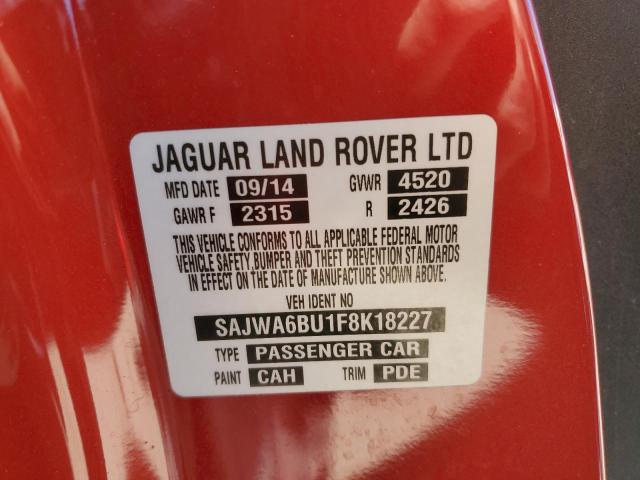 JAGUAR LAND ROVER LTD
MFD DATE 09/14 GVWR 4520
GAWR F 2315 R 2426
THIS VEHICLE CONFORMS TO ALL APPLICABLE FEDERAL MOTOR
VEHICLE SAFETY,BUMPER AND THEFT PREVENTION STANDARDS
IN EFFECT ON THE DATE OF MANUFACTURE SHOWN ABOVE.
VEH IDENT NO
SAJWA6BU1F8K18227
TYPE PASSENGER CAR
PAINT CAH TRIM PDE